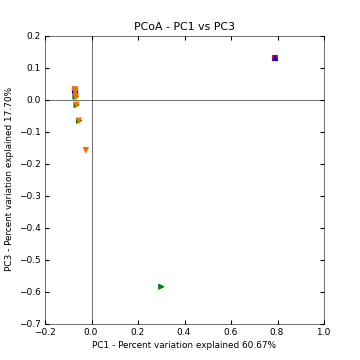 PCoA - PC1 vs PC3
0.2
0.1
0.0
−0.1
−0.2
−0.3
−0.4
−0.5
−0.6
−0.7
PC3 - Percent variation explained 17.70%
−0.2 0.0 0.2 0.4 0.6 0.8 1.0
PC1 - Percent variation explained 60.67%